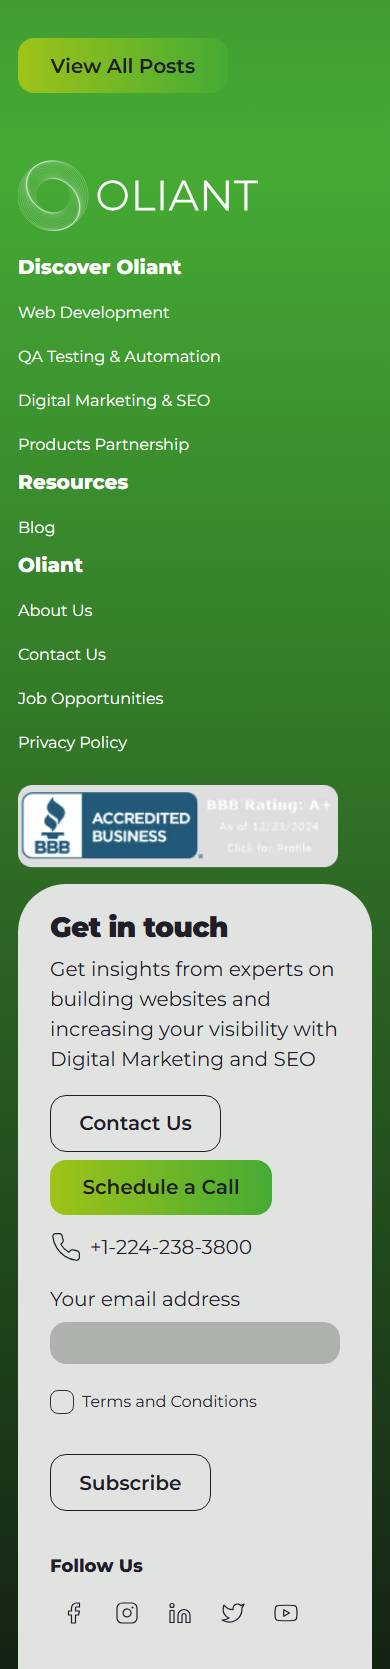 View All Posts
OLIANT
Discover Oliant
Web Development
QA Testing & Automation
Digital Marketing & SEO
Products Partnership
Resources
Blog
Oliant
About Us
Contact Us
Job Opportunities
Privacy Policy
BBB
ACCREDITED
BUSINESS
BBB Rating: A+
As of 12/21/2024
Click for Profile
Get in touch
Get insights from experts on
building websites and
increasing your visibility with
Digital Marketing and SEO
Contact Us
Schedule a Call
+1-224-238-3800
Your email address
Terms and Conditions
Subscribe
Follow Us